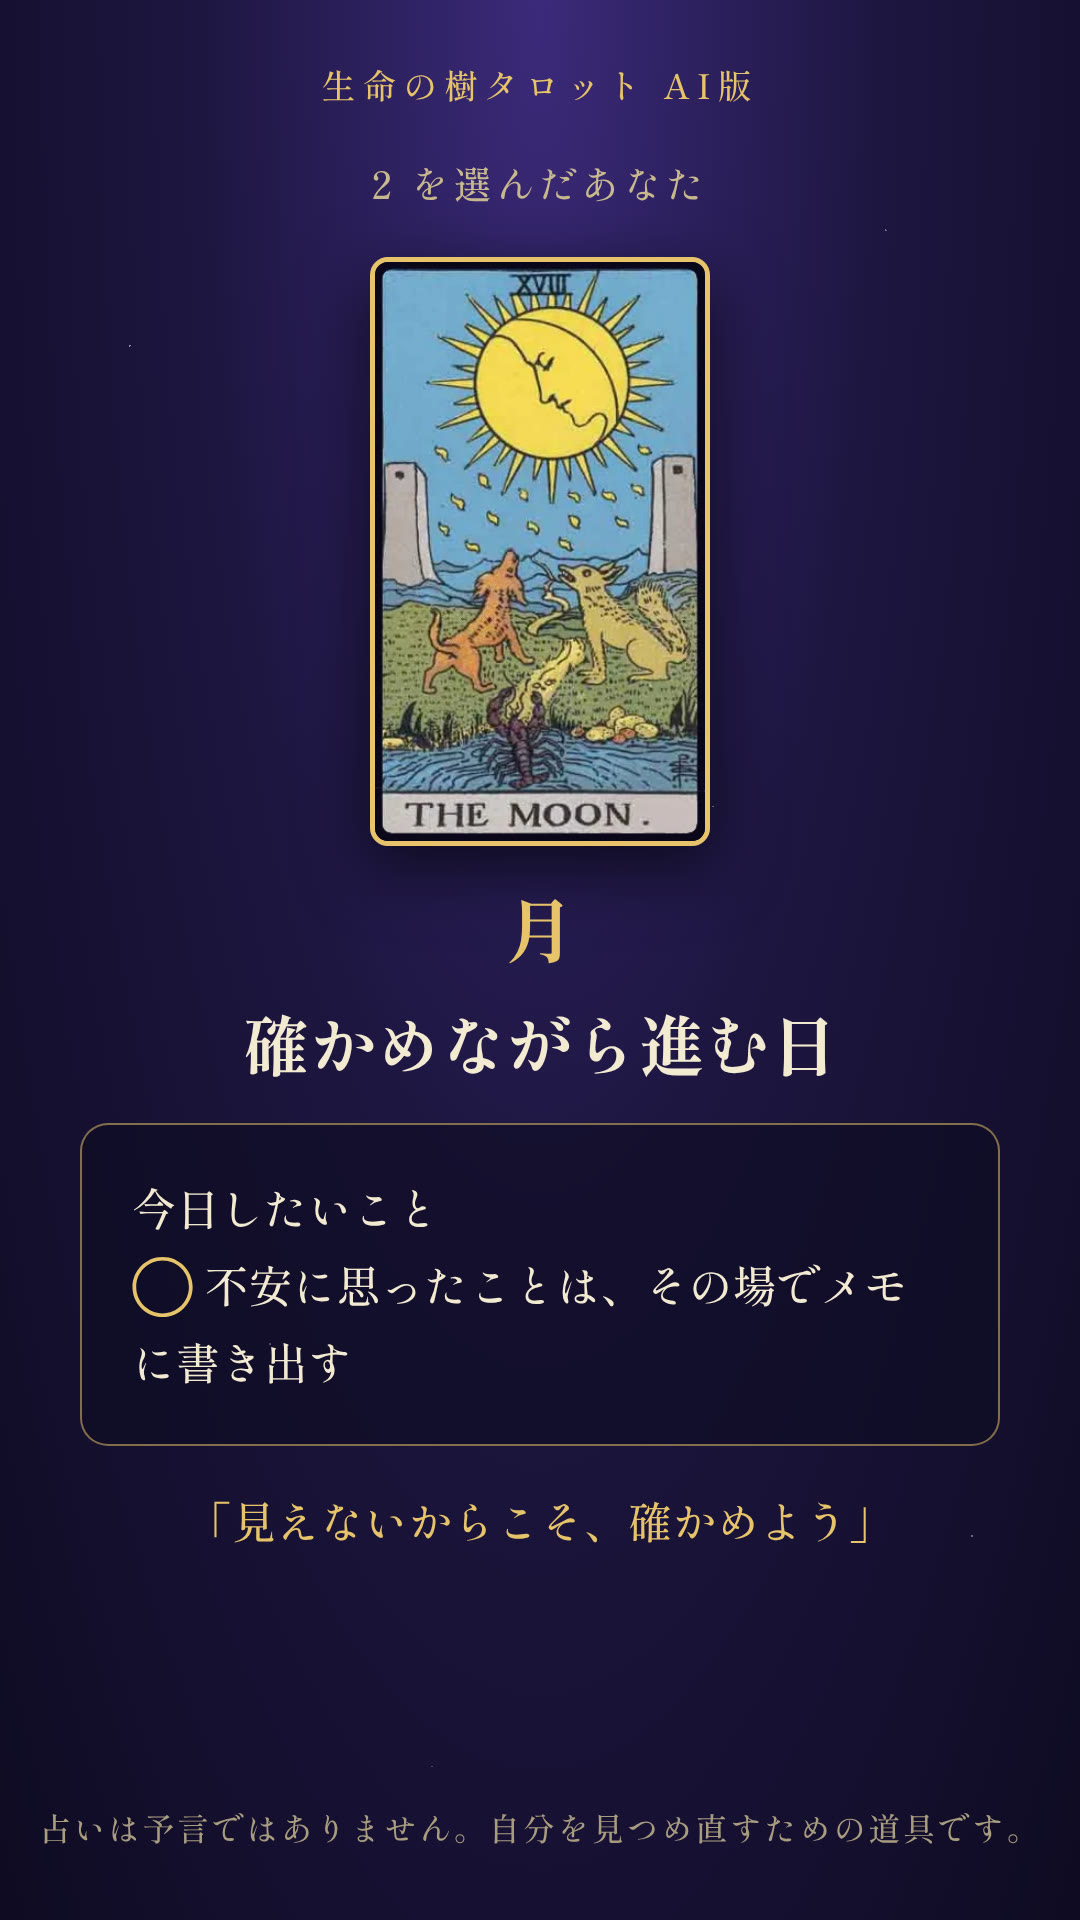 生命の樹タロット AI版
2 を選んだあなた
XVIII
THE MOON.
月
確かめながら進む日
今日したいこと
◯ 不安に思ったことは、その場でメモ
に書き出す
「見えないからこそ、確かめよう」
占いは予言ではありません。自分を見つめ直すための道具です。